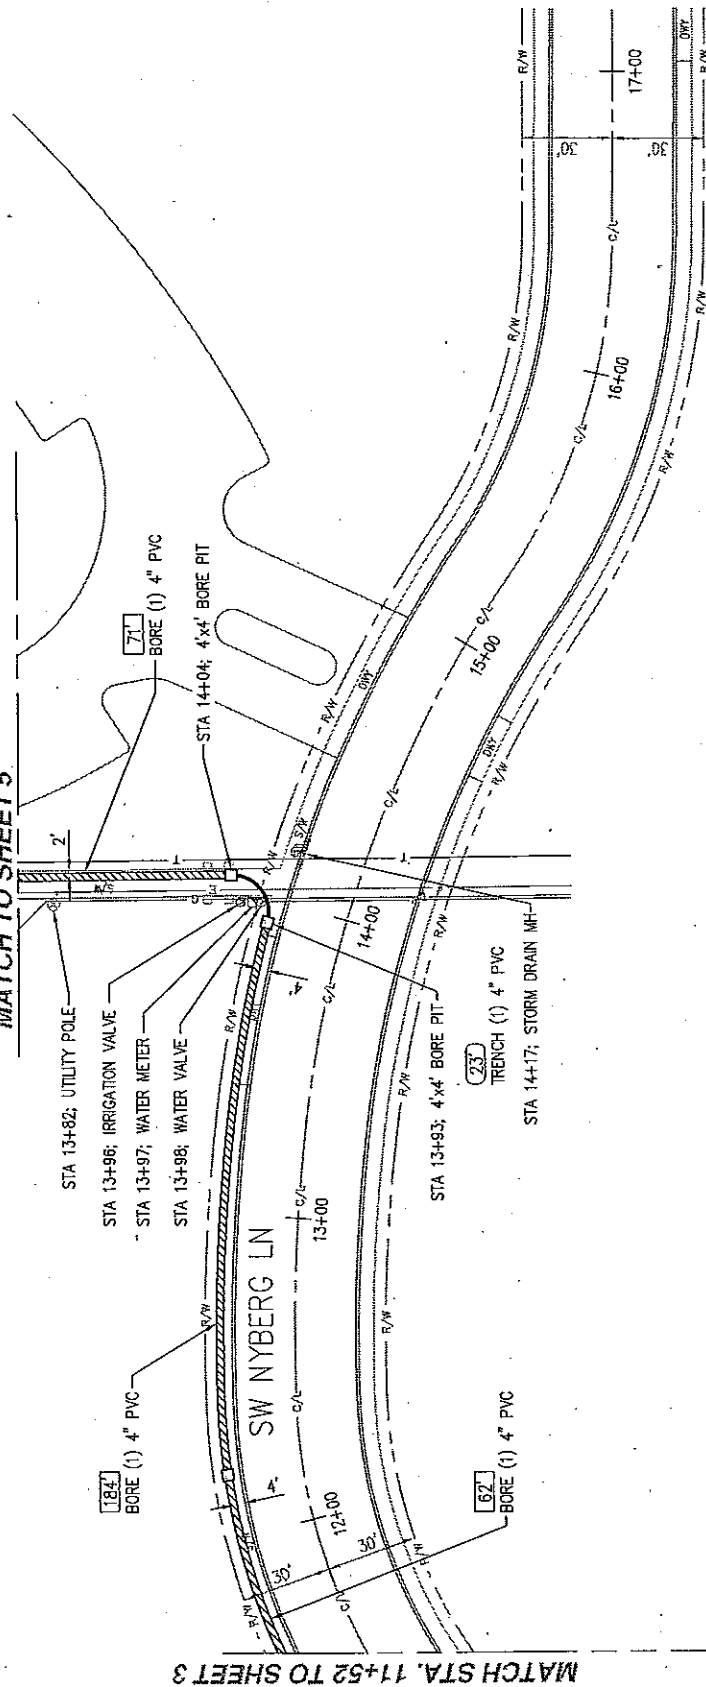 MATCH TO SHEET 5
2'
71'
BORE (1) 4" PVC
STA 14+04; 4'x4' BORE PIT
STA 13+82; UTILITY POLE
STA 13+96; IRRIGATION VALVE
STA 13+97; WATER METER
STA 13+98; WATER VALVE
184'
BORE (1) 4" PVC
SW NYBERG LN
STA 13+93; 4'x4' BORE PIT
23'
TRENCH (1) 4" PVC
STA 14+17; STORM DRAIN MH
62'
BORE (1) 4" PVC
MATCH STA. 11+52 TO SHEET 3
12+00
13+00
14+00
15+00
16+00
17+00
30'
30'
30'
30'
4'
4'
R/W
R/W
R/W
R/W
R/W
R/W
R/W
R/W
R/W
R/W
R/W
R/W
R/W
R/W
C/L
C/L
C/L
C/L
C/L
C/L
C/L
DWY
DWY
DWY
S/W
T
T